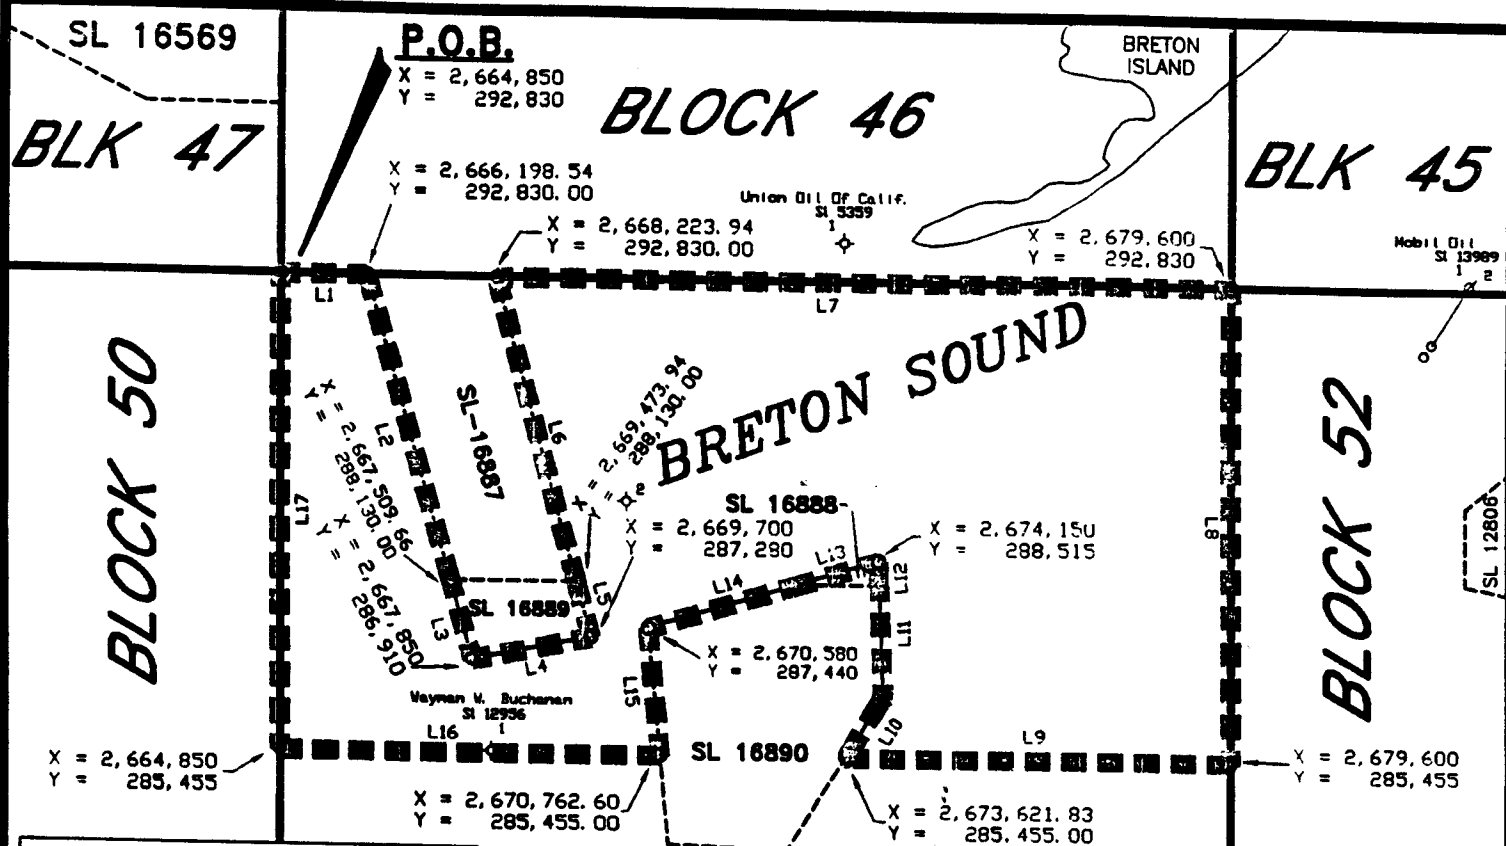 SL 16569
P.O.B.
X = 2,664,850
Y = 292,830
BLOCK 46
BRETON
ISLAND
BLK 47
BLK 45
X = 2,666,198.54
Y = 292,830.00
Union Oil Of Calif.
Sl 5359
1
X = 2,668,223.94
Y = 292,830.00
X = 2,679,600
Y = 292,830
Mobil Oil
Sl 13989
1 2
L1
L7
BLOCK 50
BRETON SOUND
BLOCK 52
L2
SL-16887
L6
X = 2,669,473.94
Y = 288,130.00
X = 2,667,509.66
Y = 288,130.00
2
L17
SL 16888
X = 2,669,700
Y = 287,280
X = 2,674,150
Y = 288,515
L8
SL 12806
X = 2,667,850
Y = 286,910
L13
L14
L12
L5
SL 16889
L3
L4
L11
X = 2,670,580
Y = 287,440
L15
Wayman W. Buchanan
Sl 12956
1
L16
SL 16890
L10
L9
X = 2,664,850
Y = 285,455
X = 2,679,600
Y = 285,455
X = 2,670,762.60
Y = 285,455.00
X = 2,673,621.83
Y = 285,455.00